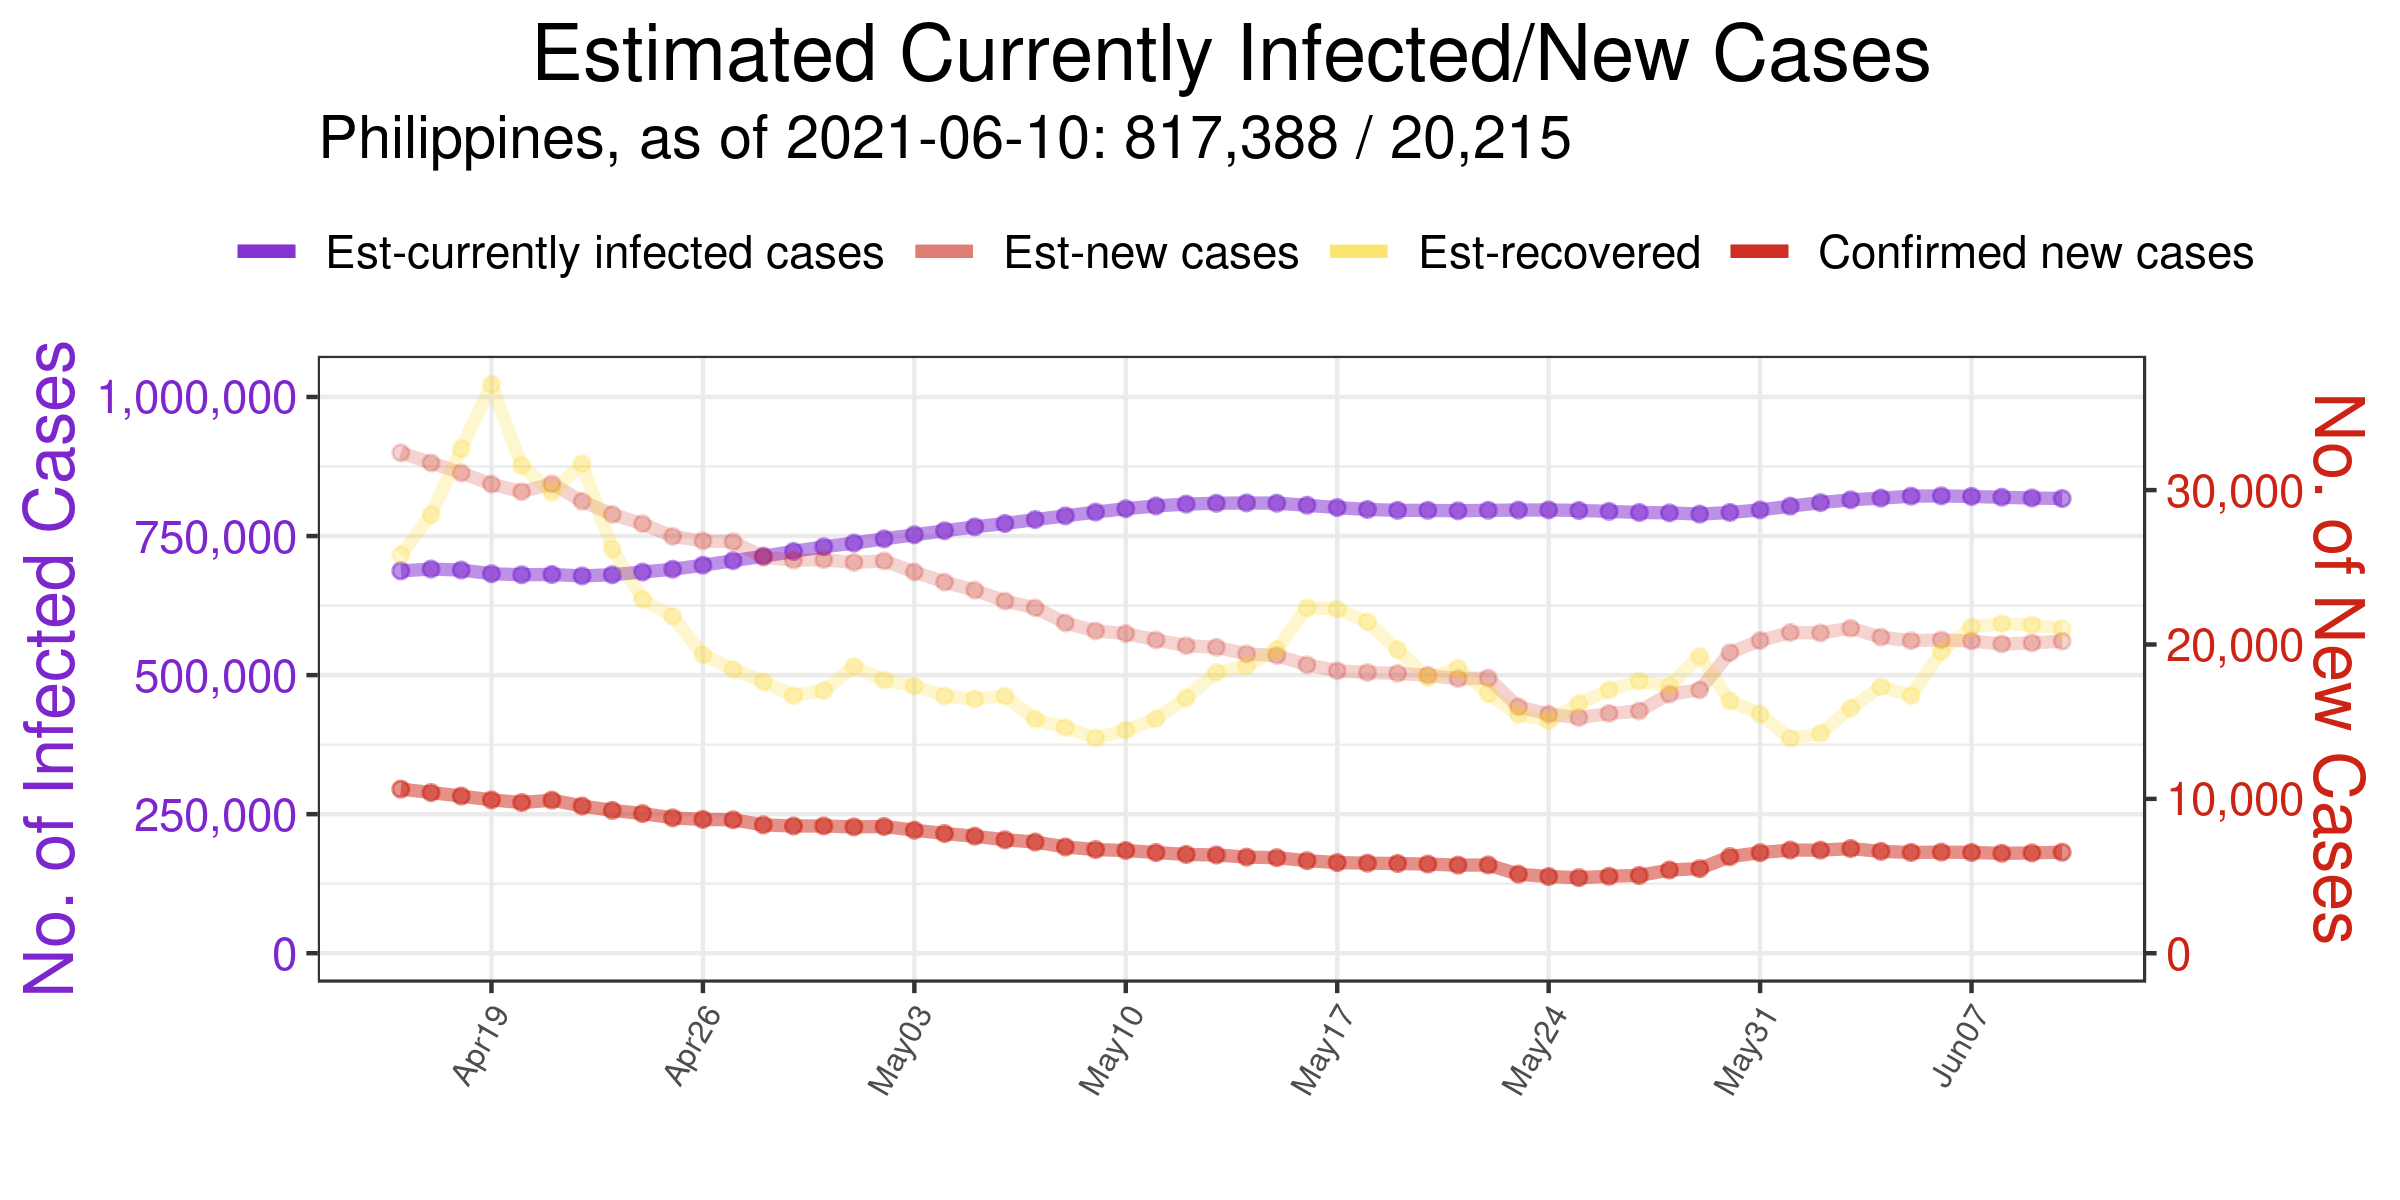 Estimated Currently Infected/New Cases
Philippines, as of 2021-06-10: 817,388 / 20,215
Est-currently infected cases
Est-new cases
Est-recovered
Confirmed new cases
No. of Infected Cases
1,000,000
750,000
500,000
250,000
0
30,000
20,000
10,000
0
No. of New Cases
Apr19
Apr26
May03
May10
May17
May24
May31
Jun07